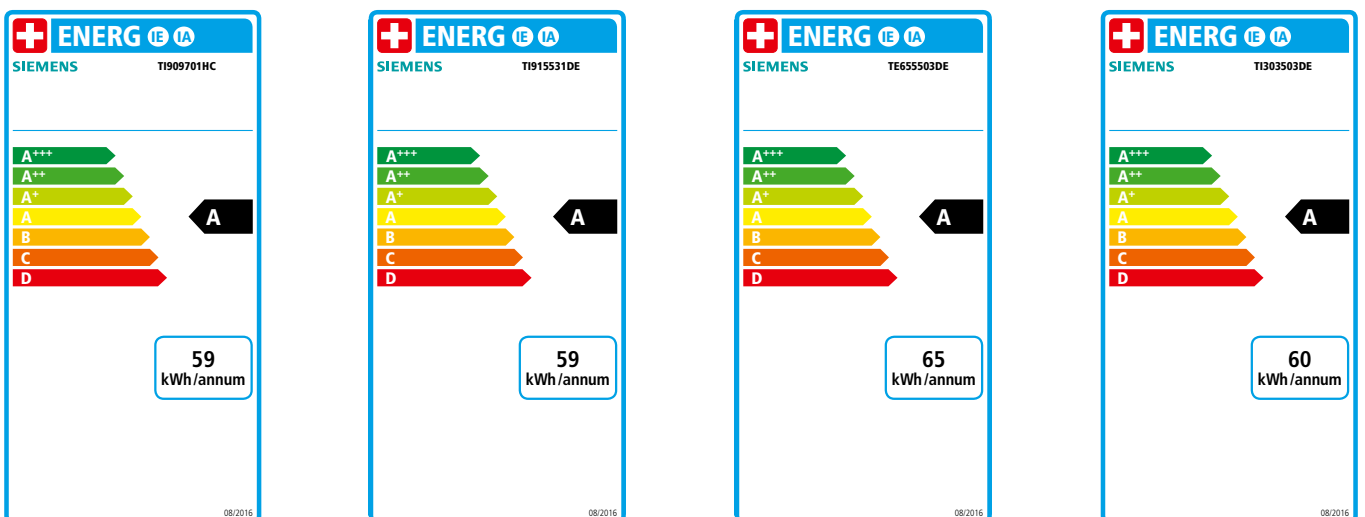 ENERG IE IA
SIEMENS TI909701HC
A+++
A++
A+
A
A
B
C
D
59
kWh/annum
08/2016
ENERG IE IA
SIEMENS TI915531DE
A+++
A++
A+
A
A
B
C
D
59
kWh/annum
08/2016
ENERG IE IA
SIEMENS TE655503DE
A+++
A++
A+
A
A
B
C
D
65
kWh/annum
08/2016
ENERG IE IA
SIEMENS TI303503DE
A+++
A++
A+
A
A
B
C
D
60
kWh/annum
08/2016